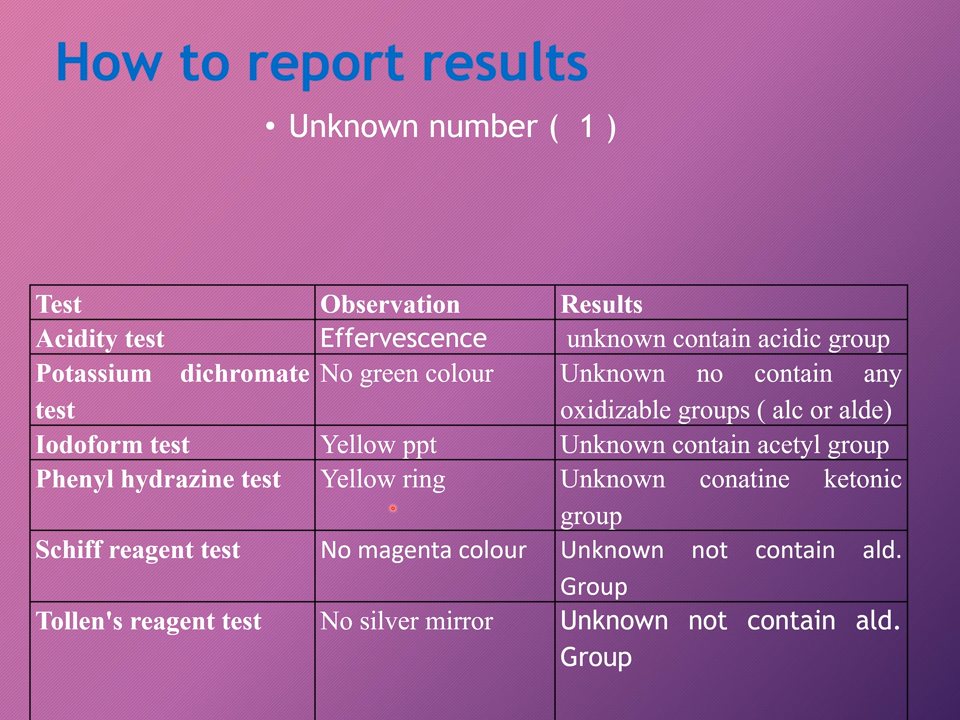 How to report results
• Unknown number ( 1 )
Test Observation Results
Acidity test Effervescence unknown contain acidic group
Potassium dichromate test No green colour Unknown no contain any oxidizable groups ( alc or alde)
Iodoform test Yellow ppt Unknown contain acetyl group
Phenyl hydrazine test Yellow ring Unknown conatine ketonic group
Schiff reagent test No magenta colour Unknown not contain ald. Group
Tollen's reagent test No silver mirror Unknown not contain ald. Group